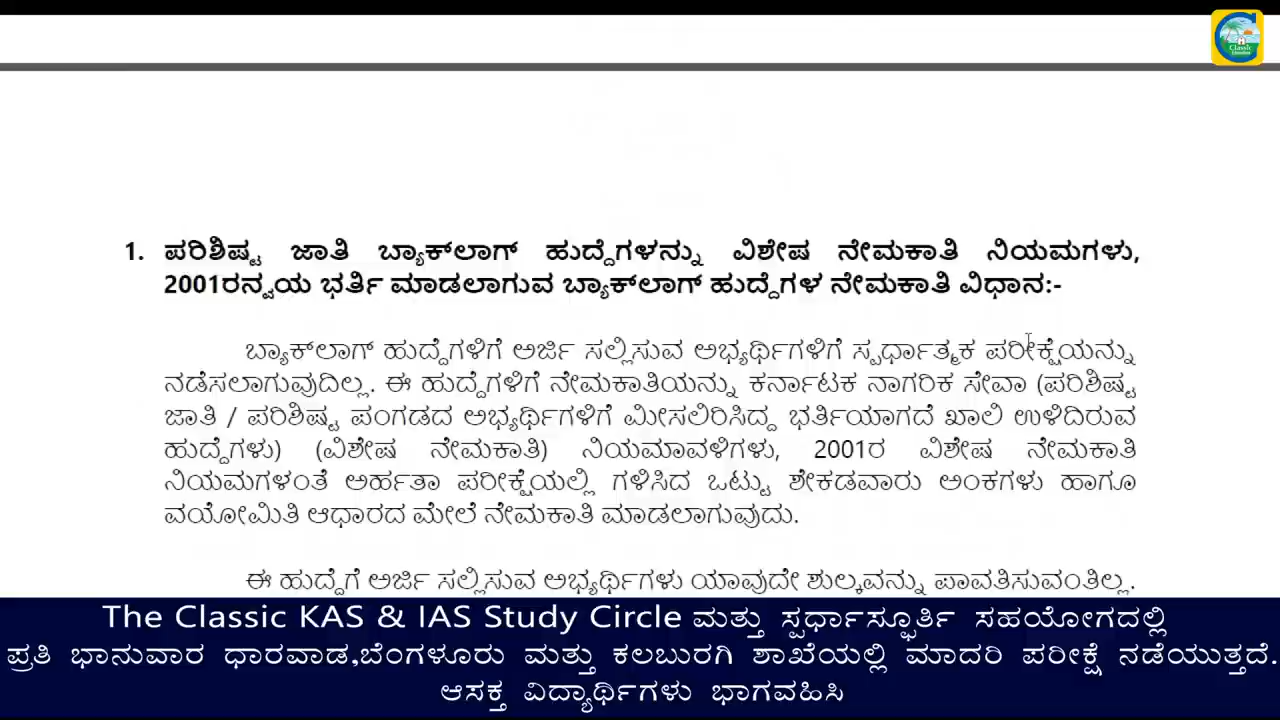 Classic
1. ಪರಿಶಿಷ್ಟ ಜಾತಿ ಬ್ಯಾಕ್‌ಲಾಗ್ ಹುದ್ದೆಗಳನ್ನು ವಿಶೇಷ ನೇಮಕಾತಿ ನಿಯಮಗಳು,
2001ರನ್ವಯ ಭರ್ತಿ ಮಾಡಲಾಗುವ ಬ್ಯಾಕ್‌ಲಾಗ್ ಹುದ್ದೆಗಳ ನೇಮಕಾತಿ ವಿಧಾನ:-
ಬ್ಯಾಕ್‌ಲಾಗ್ ಹುದ್ದೆಗಳಿಗೆ ಅರ್ಜಿ ಸಲ್ಲಿಸುವ ಅಭ್ಯರ್ಥಿಗಳಿಗೆ ಸ್ಪರ್ಧಾತ್ಮಕ ಪರೀಕ್ಷೆಯನ್ನು
ನಡೆಸಲಾಗುವುದಿಲ್ಲ. ಈ ಹುದ್ದೆಗಳಿಗೆ ನೇಮಕಾತಿಯನ್ನು ಕರ್ನಾಟಕ ನಾಗರಿಕ ಸೇವಾ (ಪರಿಶಿಷ್ಟ
ಜಾತಿ / ಪರಿಶಿಷ್ಟ ಪಂಗಡದ ಅಭ್ಯರ್ಥಿಗಳಿಗೆ ಮೀಸಲಿರಿಸಿದ್ದ ಭರ್ತಿಯಾಗದೆ ಖಾಲಿ ಉಳಿದಿರುವ
ಹುದ್ದೆಗಳು) (ವಿಶೇಷ ನೇಮಕಾತಿ) ನಿಯಮಾವಳಿಗಳು, 2001ರ ವಿಶೇಷ ನೇಮಕಾತಿ
ನಿಯಮಗಳಂತೆ ಅರ್ಹತಾ ಪರೀಕ್ಷೆಯಲ್ಲಿ ಗಳಿಸಿದ ಒಟ್ಟು ಶೇಕಡವಾರು ಅಂಕಗಳು ಹಾಗೂ
ವಯೋಮಿತಿ ಆಧಾರದ ಮೇಲೆ ನೇಮಕಾತಿ ಮಾಡಲಾಗುವುದು.
ಈ ಹುದ್ದೆಗೆ ಅರ್ಜಿ ಸಲ್ಲಿಸುವ ಅಭ್ಯರ್ಥಿಗಳು ಯಾವುದೇ ಶುಲ್ಕವನ್ನು ಪಾವತಿಸುವಂತಿಲ್ಲ.
The Classic KAS & IAS Study Circle ಮತ್ತು ಸ್ಪರ್ಧಾಸ್ಫೂರ್ತಿ ಸಹಯೋಗದಲ್ಲಿ
ಪ್ರತಿ ಭಾನುವಾರ ಧಾರವಾಡ,ಬೆಂಗಳೂರು ಮತ್ತು ಕಲಬುರಗಿ ಶಾಖೆಯಲ್ಲಿ ಮಾದರಿ ಪರೀಕ್ಷೆ ನಡೆಯುತ್ತದೆ.
ಆಸಕ್ತ ವಿದ್ಯಾರ್ಥಿಗಳು ಭಾಗವಹಿಸಿ